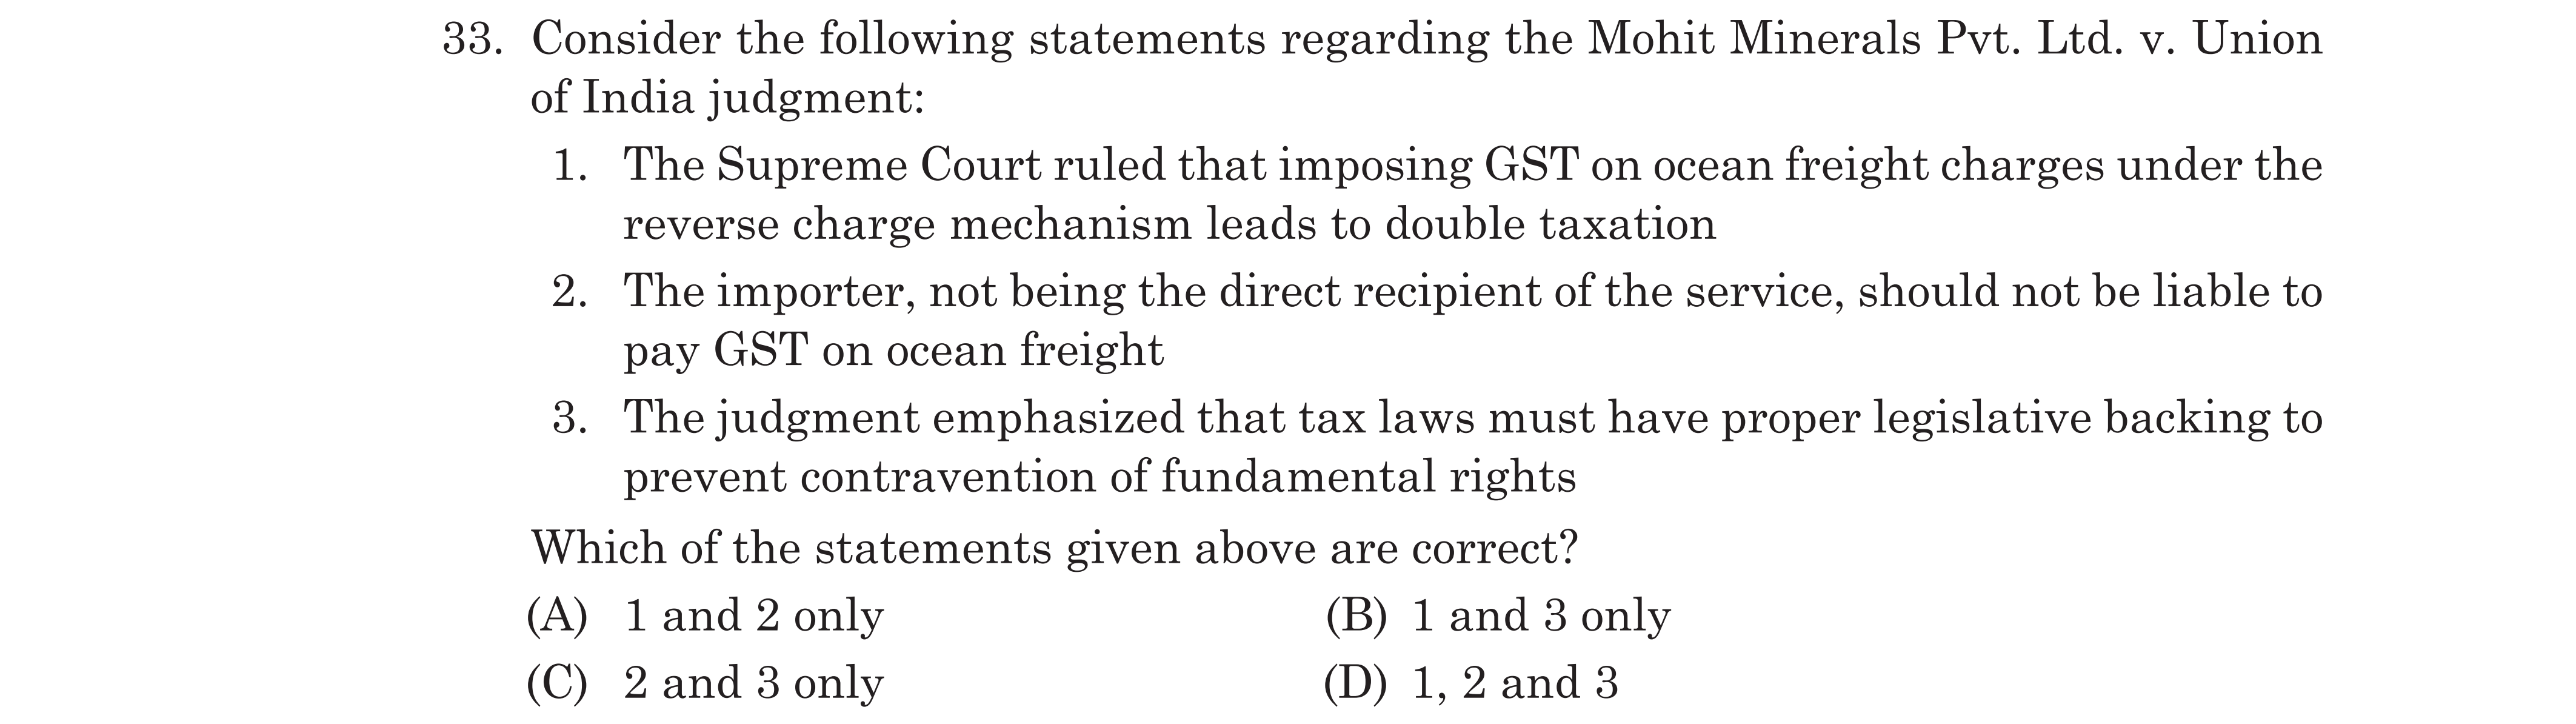 33. Consider the following statements regarding the Mohit Minerals Pvt. Ltd. v. Union
of India judgment:
1. The Supreme Court ruled that imposing GST on ocean freight charges under the
reverse charge mechanism leads to double taxation
2. The importer, not being the direct recipient of the service, should not be liable to
pay GST on ocean freight
3. The judgment emphasized that tax laws must have proper legislative backing to
prevent contravention of fundamental rights
Which of the statements given above are correct?
(A) 1 and 2 only (B) 1 and 3 only
(C) 2 and 3 only (D) 1, 2 and 3